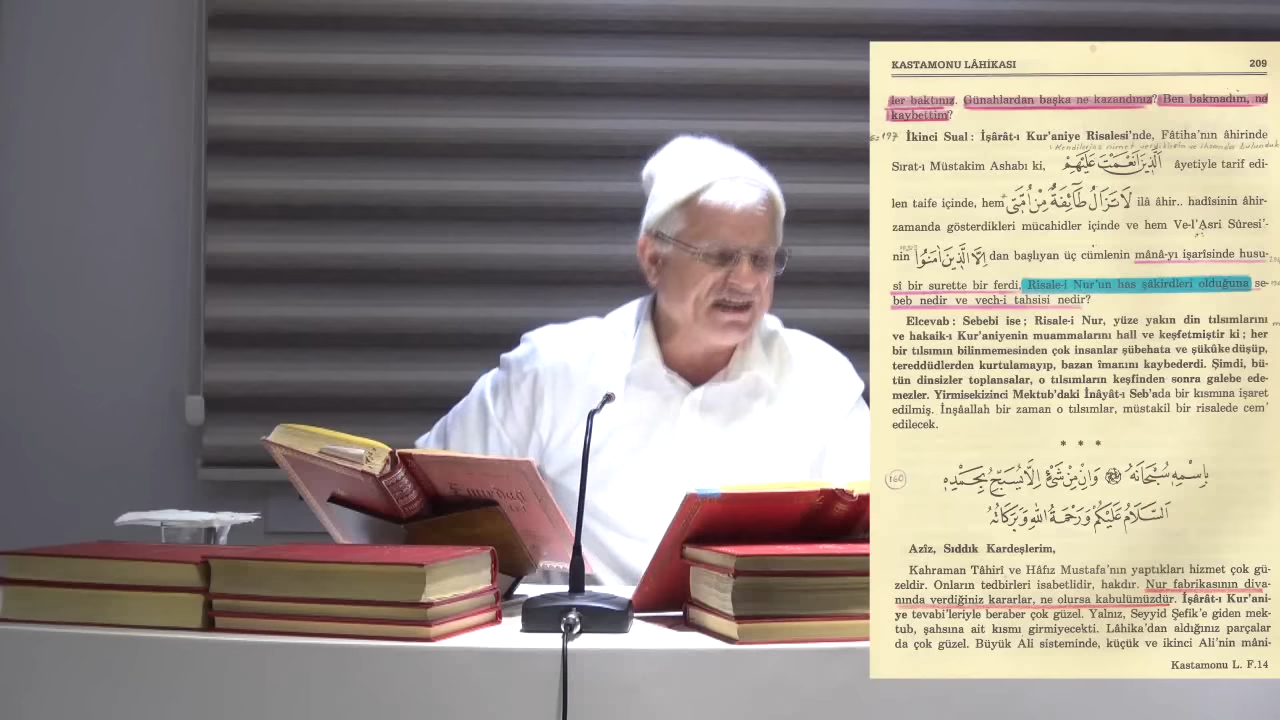 KASTAMONU LÂHİKASI 209
ler baktınız. Günahlardan başka ne kazandınız? Ben bakmadım, ne
kaybettim?
İkinci Sual : İşârât-ı Kur'aniye Risalesi'nde, Fâtiha'nın âhirinde
Sırat-ı Müstakim Ashabı ki, اَلَّذِينَ اَنْعَمْتَ عَلَيْهِمْ âyetiyle tarif edi-
len taife içinde, hem لَا تَزَالُ طَائِفَةٌ مِنْ اُمَّتِى ilâ âhir.. hadîsinin âhir-
zamanda gösterdikleri mücahidler içinde ve hem Ve-l'Asri Sûresi'-
nin اِلَّا الَّذِينَ اٰمَنُوا dan başlıyan üç cümlenin mânâ-yı işarîsinde husu-
sî bir surette bir ferdi, Risale-i Nur'un has şâkirdleri olduğuna se-
beb nedir ve vech-i tahsisi nedir?
Elcevab : Sebebi ise ; Risale-i Nur, yüze yakın din tılsımlarını
ve hakaik-ı Kur'aniyenin muammalarını hall ve keşfetmiştir ki ; her
bir tılsımın bilinmemesinden çok insanlar şübehata ve şükûke düşüp,
tereddüdlerden kurtulamayıp, bazan îmanını kaybederdi. Şimdi, bü-
tün dinsizler toplansalar, o tılsımların keşfinden sonra galebe ede-
mezler. Yirmisekizinci Mektub'daki İnâyât-ı Seb'ada bir kısmına işaret
edilmiş. İnşâallah bir zaman o tılsımlar, müstakil bir risalede cem'
edilecek.
* * *
160
بِاسْمِهِ سُبْحَانَهُ وَاِنْ مِنْ شَيْءٍ اِلَّا يُسَبِّحُ بِحَمْدِهِ
اَلسَّلَامُ عَلَيْكُمْ وَرَحْمَةُ اللّٰهِ وَبَرَكَاتُهُ
Azîz, Sıddık Kardeşlerim,
Kahraman Tâhirî ve Hâfız Mustafa'nın yaptıkları hizmet çok gü-
zeldir. Onların tedbirleri isabetlidir, hakdır. Nur fabrikasının diva-
nında verdiğiniz kararlar, ne olursa kabulümüzdür. İşârât-ı Kur'ani-
ye tevabi'leriyle beraber çok güzel. Yalnız, Seyyid Şefik'e giden mek-
tub, şahsına ait kısmı girmiyecekti. Lâhika'dan aldığınız parçalar
da çok güzel. Büyük Ali sisteminde, küçük ve ikinci Ali'nin mâni-
Kastamonu L. F.14
Emirdağ